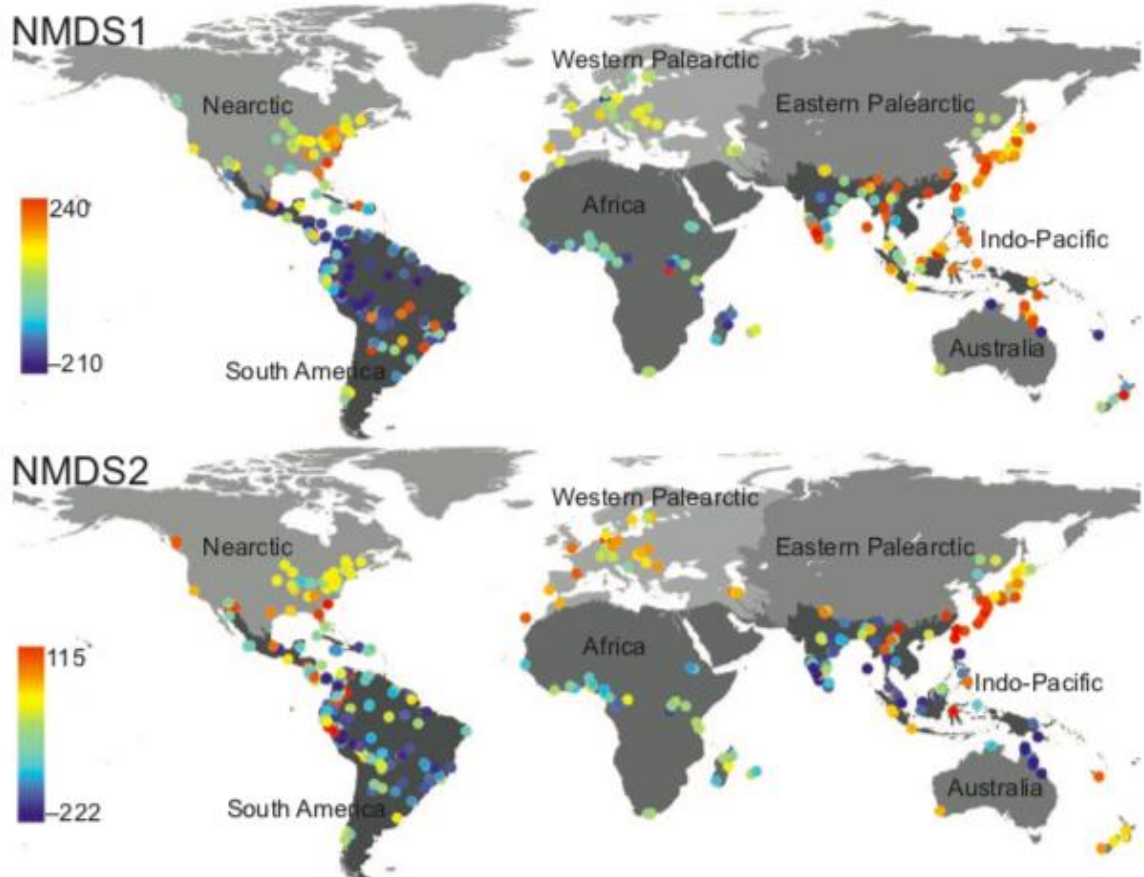 NMDS1
Western Palearctic
Nearctic
Eastern Palearctic
240
Africa
Indo-Pacific
–210
South America
Australia
NMDS2
Western Palearctic
Nearctic
Eastern Palearctic
115
Africa
Indo-Pacific
–222
South America
Australia